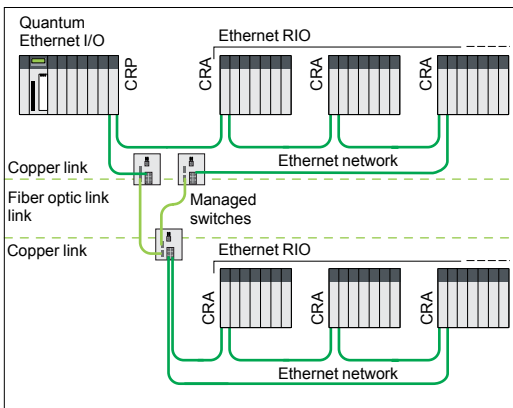 Quantum
Ethernet I/O
CRP
Ethernet RIO
CRA
CRA
CRA
Copper link
Ethernet network
Fiber optic link
link
Managed
switches
Copper link
Ethernet RIO
CRA
CRA
CRA
Ethernet network